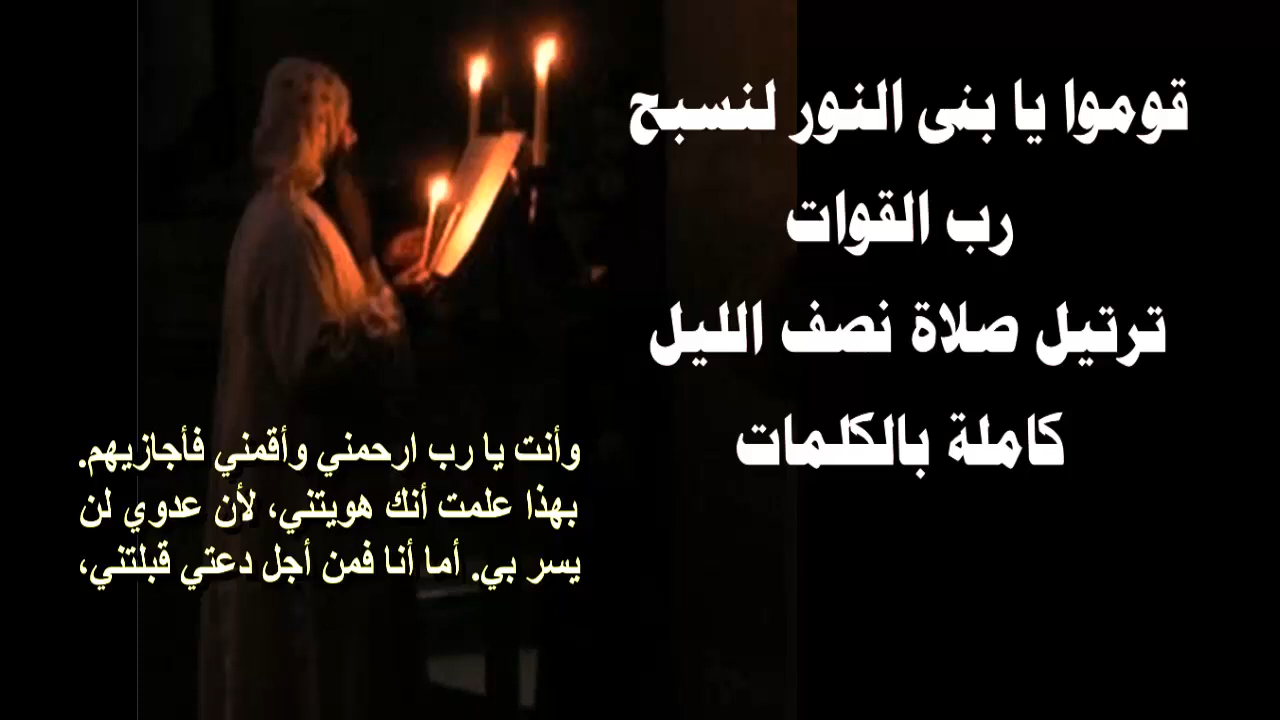 قوموا يا بنى النور لنسبح
رب القوات
ترتيل صلاة نصف الليل
كاملة بالكلمات
وأنت يا رب ارحمني وأقمني فأجازيهم.
بهذا علمت أنك هويتني، لأن عدوي لن
يسر بي. أما أنا فمن أجل دعتي قبلتني،